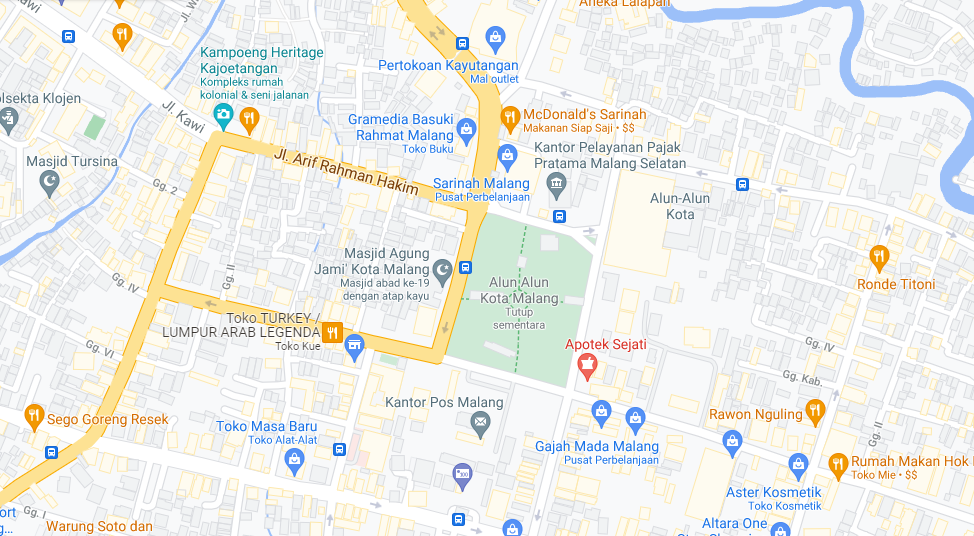 Aneka Lalapan
Pertokoan Kayutangan
Mal outlet
Kampoeng Heritage
Kajoetangan
Kompleks rumah
kolonial & seni jalanan
Jl. Kawi
Polsekta Klojen
Gramedia Basuki
Rahmat Malang
Toko Buku
McDonald's Sarinah
Makanan Siap Saji • $$
Kantor Pelayanan Pajak
Pratama Malang Selatan
Jl. Arif Rahman Hakim
Sarinah Malang
Pusat Perbelanjaan
Masjid Tursina
Gg. 2
Alun-Alun
Kota
Masjid Agung
Jami' Kota Malang
Masjid abad ke-19
dengan atap kayu
Gg. II
Gg. IV
Alun Alun
Kota Malang
Tutup
sementara
Ronde Titoni
Toko TURKEY /
LUMPUR ARAB LEGENDA
Toko Kue
Gg. VI
Apotek Sejati
Gg. IV
Gg. Kab.
Kantor Pos Malang
Sego Goreng Resek
Toko Masa Baru
Toko Alat-Alat
Rawon Nguling
Gg. II
Gajah Mada Malang
Pusat Perbelanjaan
Rumah Makan Hok
Toko Mie • $$
Aster Kosmetik
Toko Kosmetik
Gg. I
Warung Soto dan
Altara One